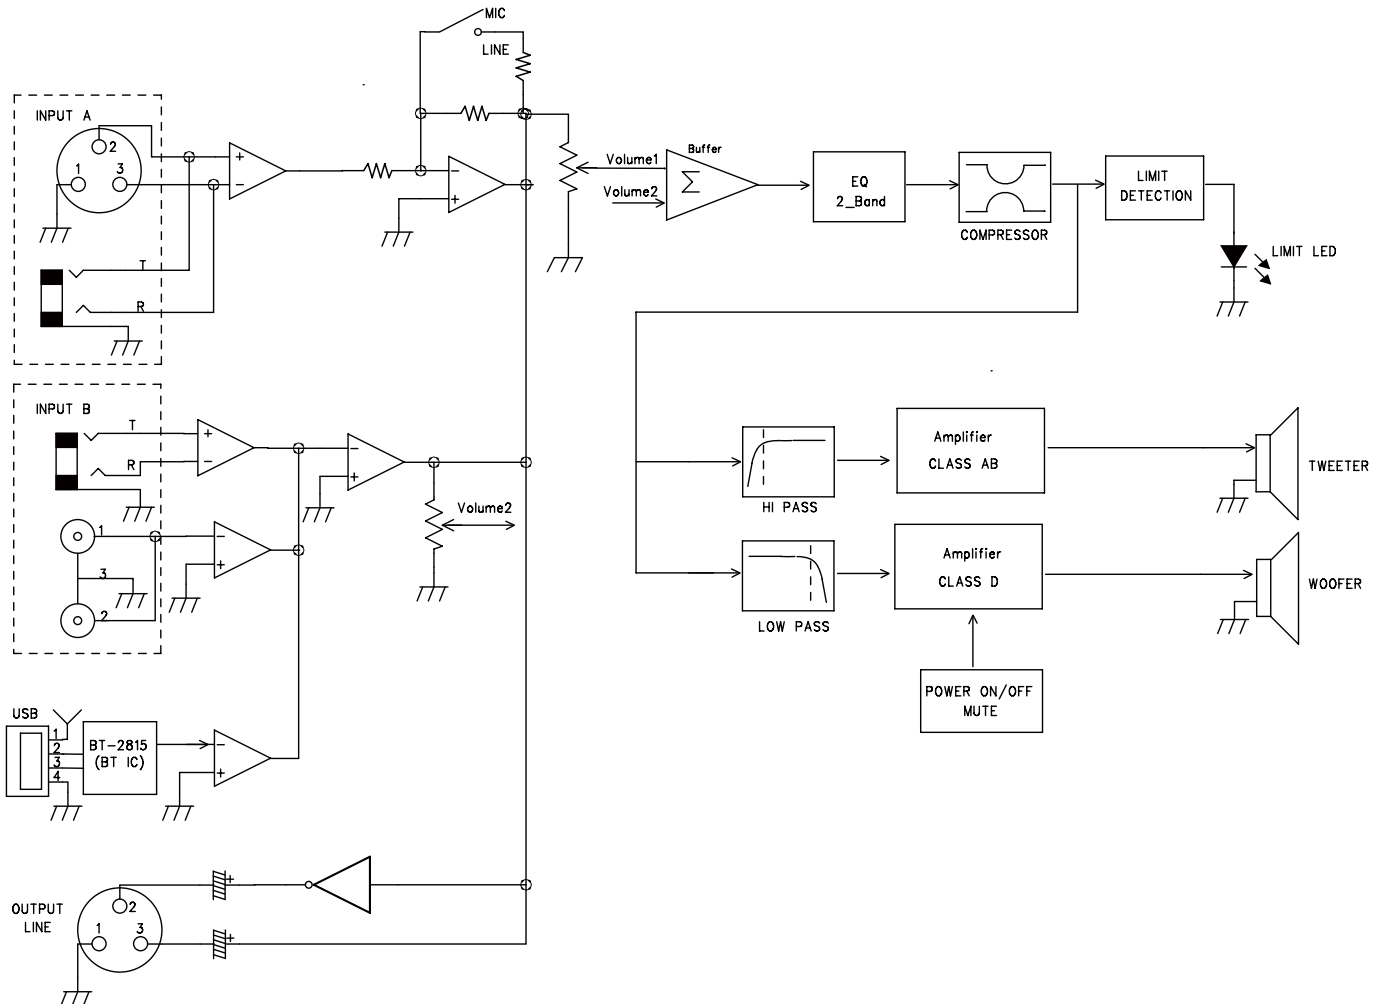 MIC
LINE
INPUT A
2
1
3
+
-
-
+
T
R
Volume1
Volume2
Buffer
Σ
EQ
2_Band
COMPRESSOR
LIMIT
DETECTION
LIMIT LED
INPUT B
T
R
+
-
-
+
1
3
2
-
+
Volume2
HI PASS
Amplifier
CLASS AB
TWEETER
LOW PASS
Amplifier
CLASS D
WOOFER
POWER ON/OFF
MUTE
USB
1
2
3
4
BT-2815
(BT IC)
-
+
OUTPUT
LINE
2
1
3
+
+